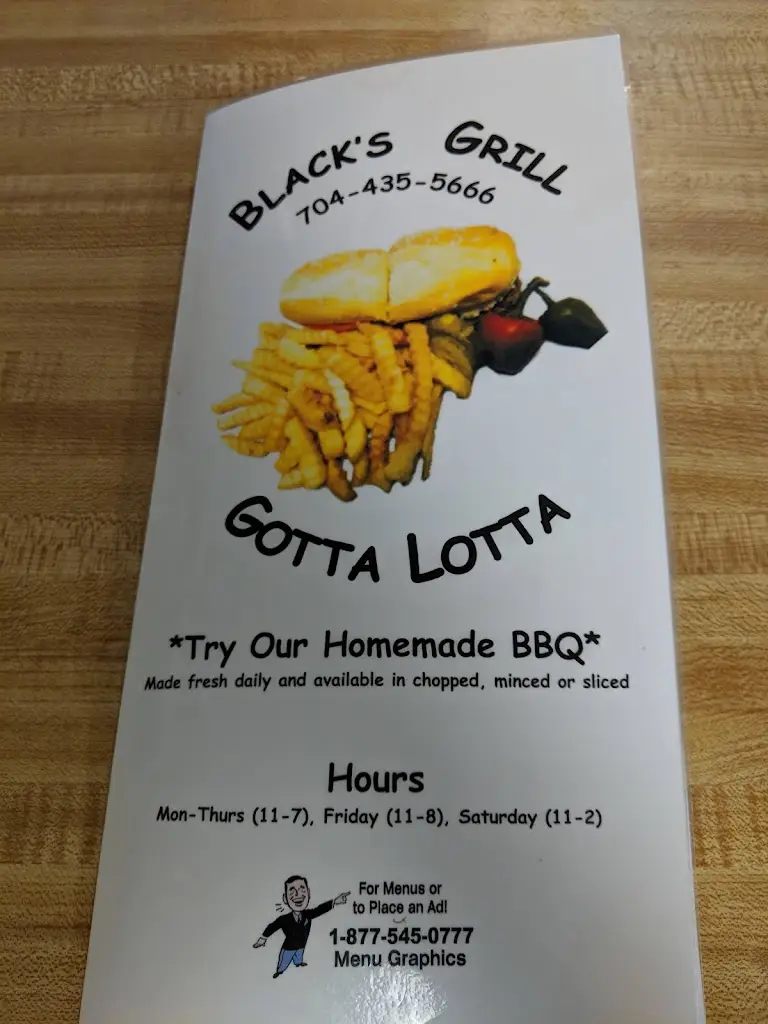 BLACK'S GRILL
704-435-5666
GOTTA LOTTA
*Try Our Homemade BBQ*
Made fresh daily and available in chopped, minced or sliced
Hours
Mon-Thurs (11-7), Friday (11-8), Saturday (11-2)
For Menus or
to Place an Ad!
1-877-545-0777
Menu Graphics